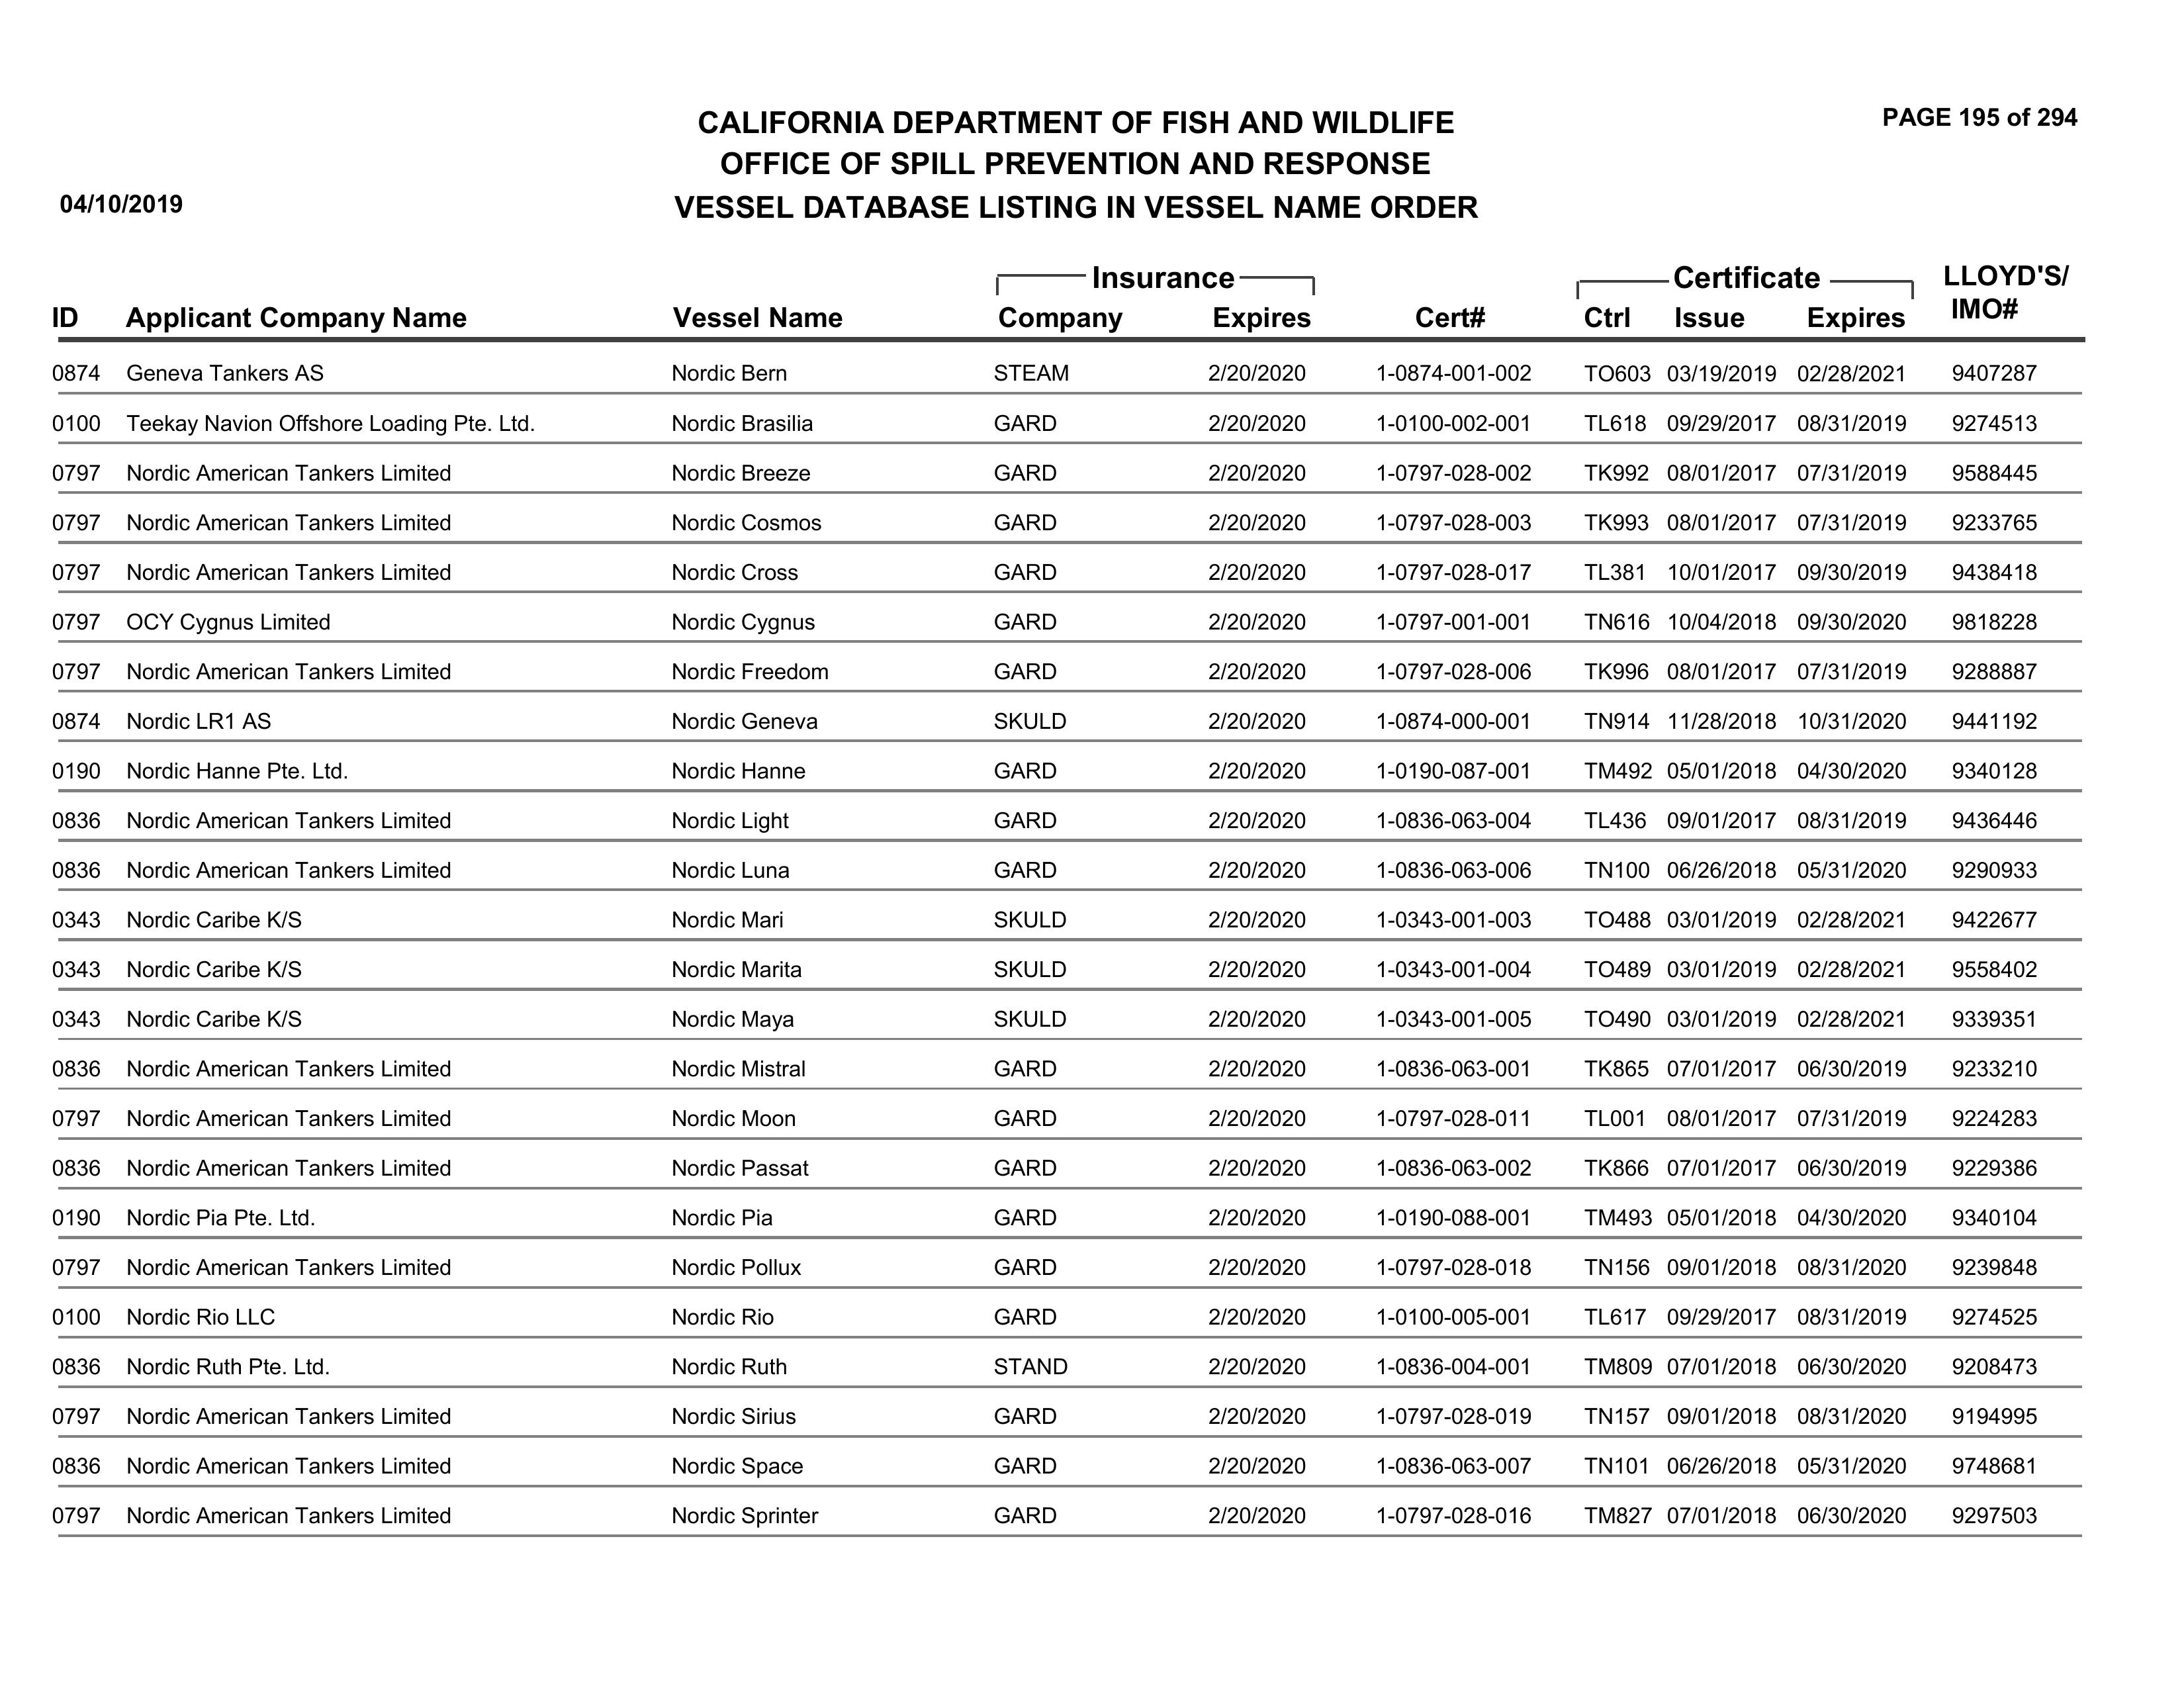 CALIFORNIA DEPARTMENT OF FISH AND WILDLIFE
PAGE 195 of 294
OFFICE OF SPILL PREVENTION AND RESPONSE
04/10/2019 VESSEL DATABASE LISTING IN VESSEL NAME ORDER
Insurance Certificate LLOYD'S/
ID Applicant Company Name Vessel Name Company Expires Cert# Ctrl Issue Expires IMO#
0874 Geneva Tankers AS Nordic Bern STEAM 2/20/2020 1-0874-001-002 TO603 03/19/2019 02/28/2021 9407287
0100 Teekay Navion Offshore Loading Pte. Ltd. Nordic Brasilia GARD 2/20/2020 1-0100-002-001 TL618 09/29/2017 08/31/2019 9274513
0797 Nordic American Tankers Limited Nordic Breeze GARD 2/20/2020 1-0797-028-002 TK992 08/01/2017 07/31/2019 9588445
0797 Nordic American Tankers Limited Nordic Cosmos GARD 2/20/2020 1-0797-028-003 TK993 08/01/2017 07/31/2019 9233765
0797 Nordic American Tankers Limited Nordic Cross GARD 2/20/2020 1-0797-028-017 TL381 10/01/2017 09/30/2019 9438418
0797 OCY Cygnus Limited Nordic Cygnus GARD 2/20/2020 1-0797-001-001 TN616 10/04/2018 09/30/2020 9818228
0797 Nordic American Tankers Limited Nordic Freedom GARD 2/20/2020 1-0797-028-006 TK996 08/01/2017 07/31/2019 9288887
0874 Nordic LR1 AS Nordic Geneva SKULD 2/20/2020 1-0874-000-001 TN914 11/28/2018 10/31/2020 9441192
0190 Nordic Hanne Pte. Ltd. Nordic Hanne GARD 2/20/2020 1-0190-087-001 TM492 05/01/2018 04/30/2020 9340128
0836 Nordic American Tankers Limited Nordic Light GARD 2/20/2020 1-0836-063-004 TL436 09/01/2017 08/31/2019 9436446
0836 Nordic American Tankers Limited Nordic Luna GARD 2/20/2020 1-0836-063-006 TN100 06/26/2018 05/31/2020 9290933
0343 Nordic Caribe K/S Nordic Mari SKULD 2/20/2020 1-0343-001-003 TO488 03/01/2019 02/28/2021 9422677
0343 Nordic Caribe K/S Nordic Marita SKULD 2/20/2020 1-0343-001-004 TO489 03/01/2019 02/28/2021 9558402
0343 Nordic Caribe K/S Nordic Maya SKULD 2/20/2020 1-0343-001-005 TO490 03/01/2019 02/28/2021 9339351
0836 Nordic American Tankers Limited Nordic Mistral GARD 2/20/2020 1-0836-063-001 TK865 07/01/2017 06/30/2019 9233210
0797 Nordic American Tankers Limited Nordic Moon GARD 2/20/2020 1-0797-028-011 TL001 08/01/2017 07/31/2019 9224283
0836 Nordic American Tankers Limited Nordic Passat GARD 2/20/2020 1-0836-063-002 TK866 07/01/2017 06/30/2019 9229386
0190 Nordic Pia Pte. Ltd. Nordic Pia GARD 2/20/2020 1-0190-088-001 TM493 05/01/2018 04/30/2020 9340104
0797 Nordic American Tankers Limited Nordic Pollux GARD 2/20/2020 1-0797-028-018 TN156 09/01/2018 08/31/2020 9239848
0100 Nordic Rio LLC Nordic Rio GARD 2/20/2020 1-0100-005-001 TL617 09/29/2017 08/31/2019 9274525
0836 Nordic Ruth Pte. Ltd. Nordic Ruth STAND 2/20/2020 1-0836-004-001 TM809 07/01/2018 06/30/2020 9208473
0797 Nordic American Tankers Limited Nordic Sirius GARD 2/20/2020 1-0797-028-019 TN157 09/01/2018 08/31/2020 9194995
0836 Nordic American Tankers Limited Nordic Space GARD 2/20/2020 1-0836-063-007 TN101 06/26/2018 05/31/2020 9748681
0797 Nordic American Tankers Limited Nordic Sprinter GARD 2/20/2020 1-0797-028-016 TM827 07/01/2018 06/30/2020 9297503